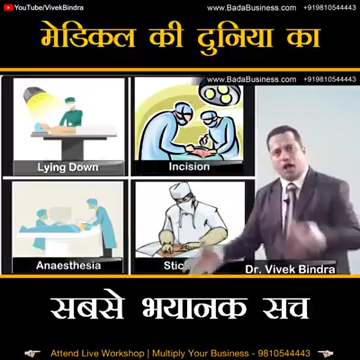 YouTube/VivekBindra
www.BadaBusiness.com +919810544443
मेडिकल की दुनिया का
www.BadaBusiness.com +919810544443
Lying Down
Incision
Anaesthesia
Dr. Vivek Bindra
सबसे भयानक सच
Attend Live Workshop | Multiply Your Business - 9810544443